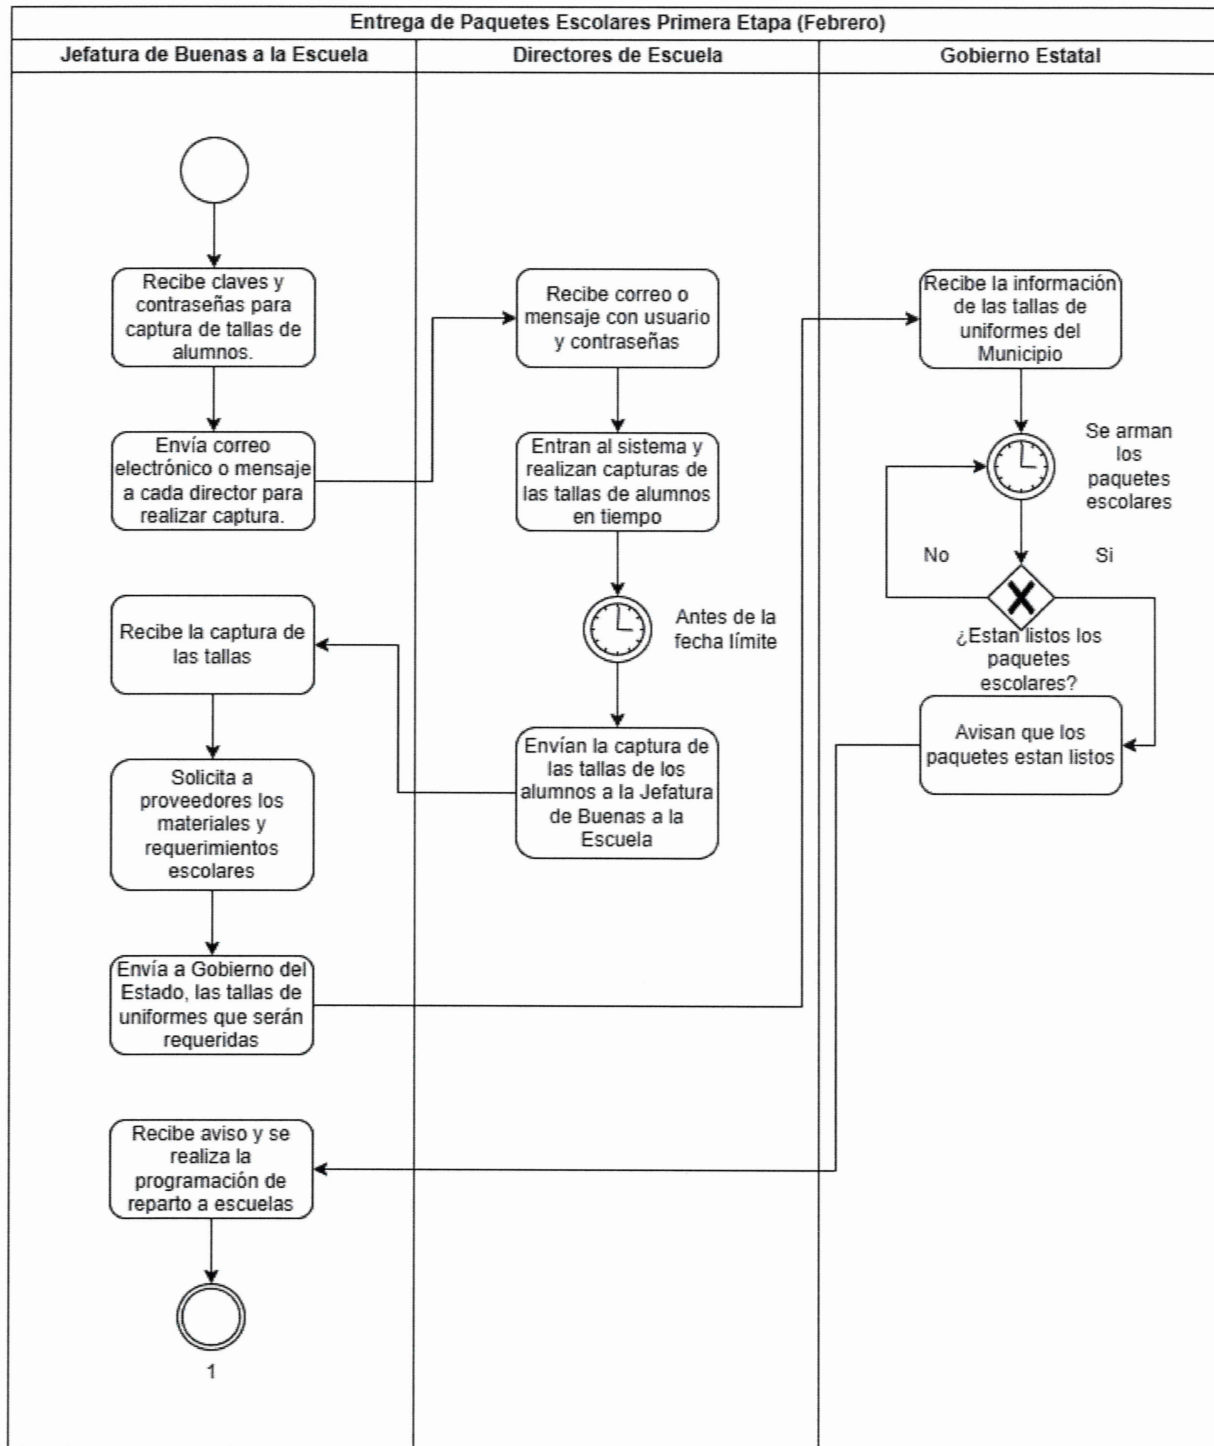 Entrega de Paquetes Escolares Primera Etapa (Febrero)
Jefatura de Buenas a la Escuela
Directores de Escuela
Gobierno Estatal
Recibe claves y
contraseñas para
captura de tallas de
alumnos.
Envía correo
electrónico o mensaje
a cada director para
realizar captura.
Recibe la captura de
las tallas
Solicita a
proveedores los
materiales y
requerimientos
escolares
Envía a Gobierno del
Estado, las tallas de
uniformes que serán
requeridas
Recibe aviso y se
realiza la
programación de
reparto a escuelas
1
Recibe correo o
mensaje con usuario
y contraseñas
Entran al sistema y
realizan capturas de
las tallas de alumnos
en tiempo
Antes de la
fecha límite
Envían la captura de
las tallas de los
alumnos a la Jefatura
de Buenas a la
Escuela
Recibe la información
de las tallas de
uniformes del
Municipio
Se arman
los
paquetes
escolares
No
Si
¿Estan listos los
paquetes
escolares?
Avisan que los
paquetes estan listos